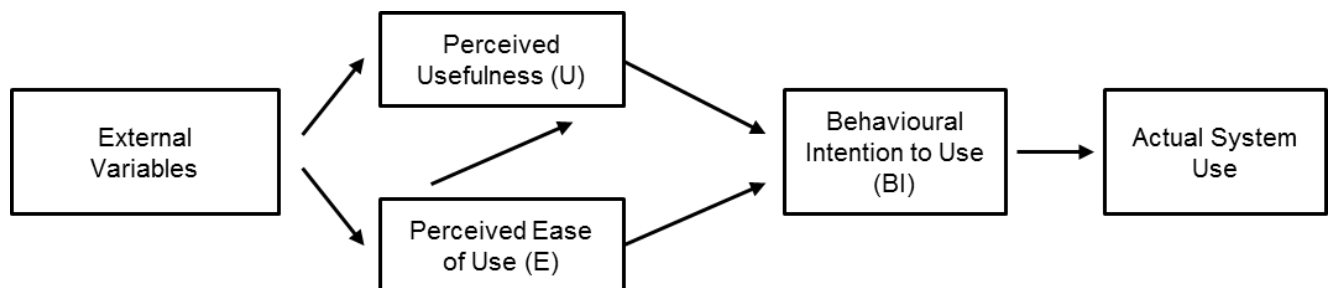 External
Variables
Perceived
Usefulness (U)
Perceived Ease
of Use (E)
Behavioural
Intention to Use
(BI)
Actual System
Use